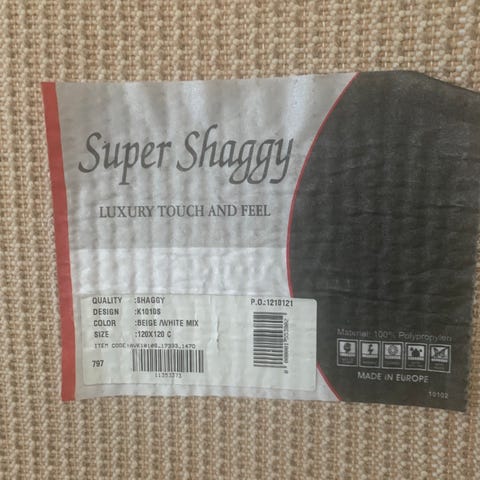 Super Shaggy
LUXURY TOUCH AND FEEL
QUALITY :SHAGGY
P.O.:1210121
DESIGN :K1010S
COLOR :BEIGE /WHITE MIX
SIZE :120X120 C
797
11353371
Material: 100% Polypropylen
MADE IN EUROPE
10102